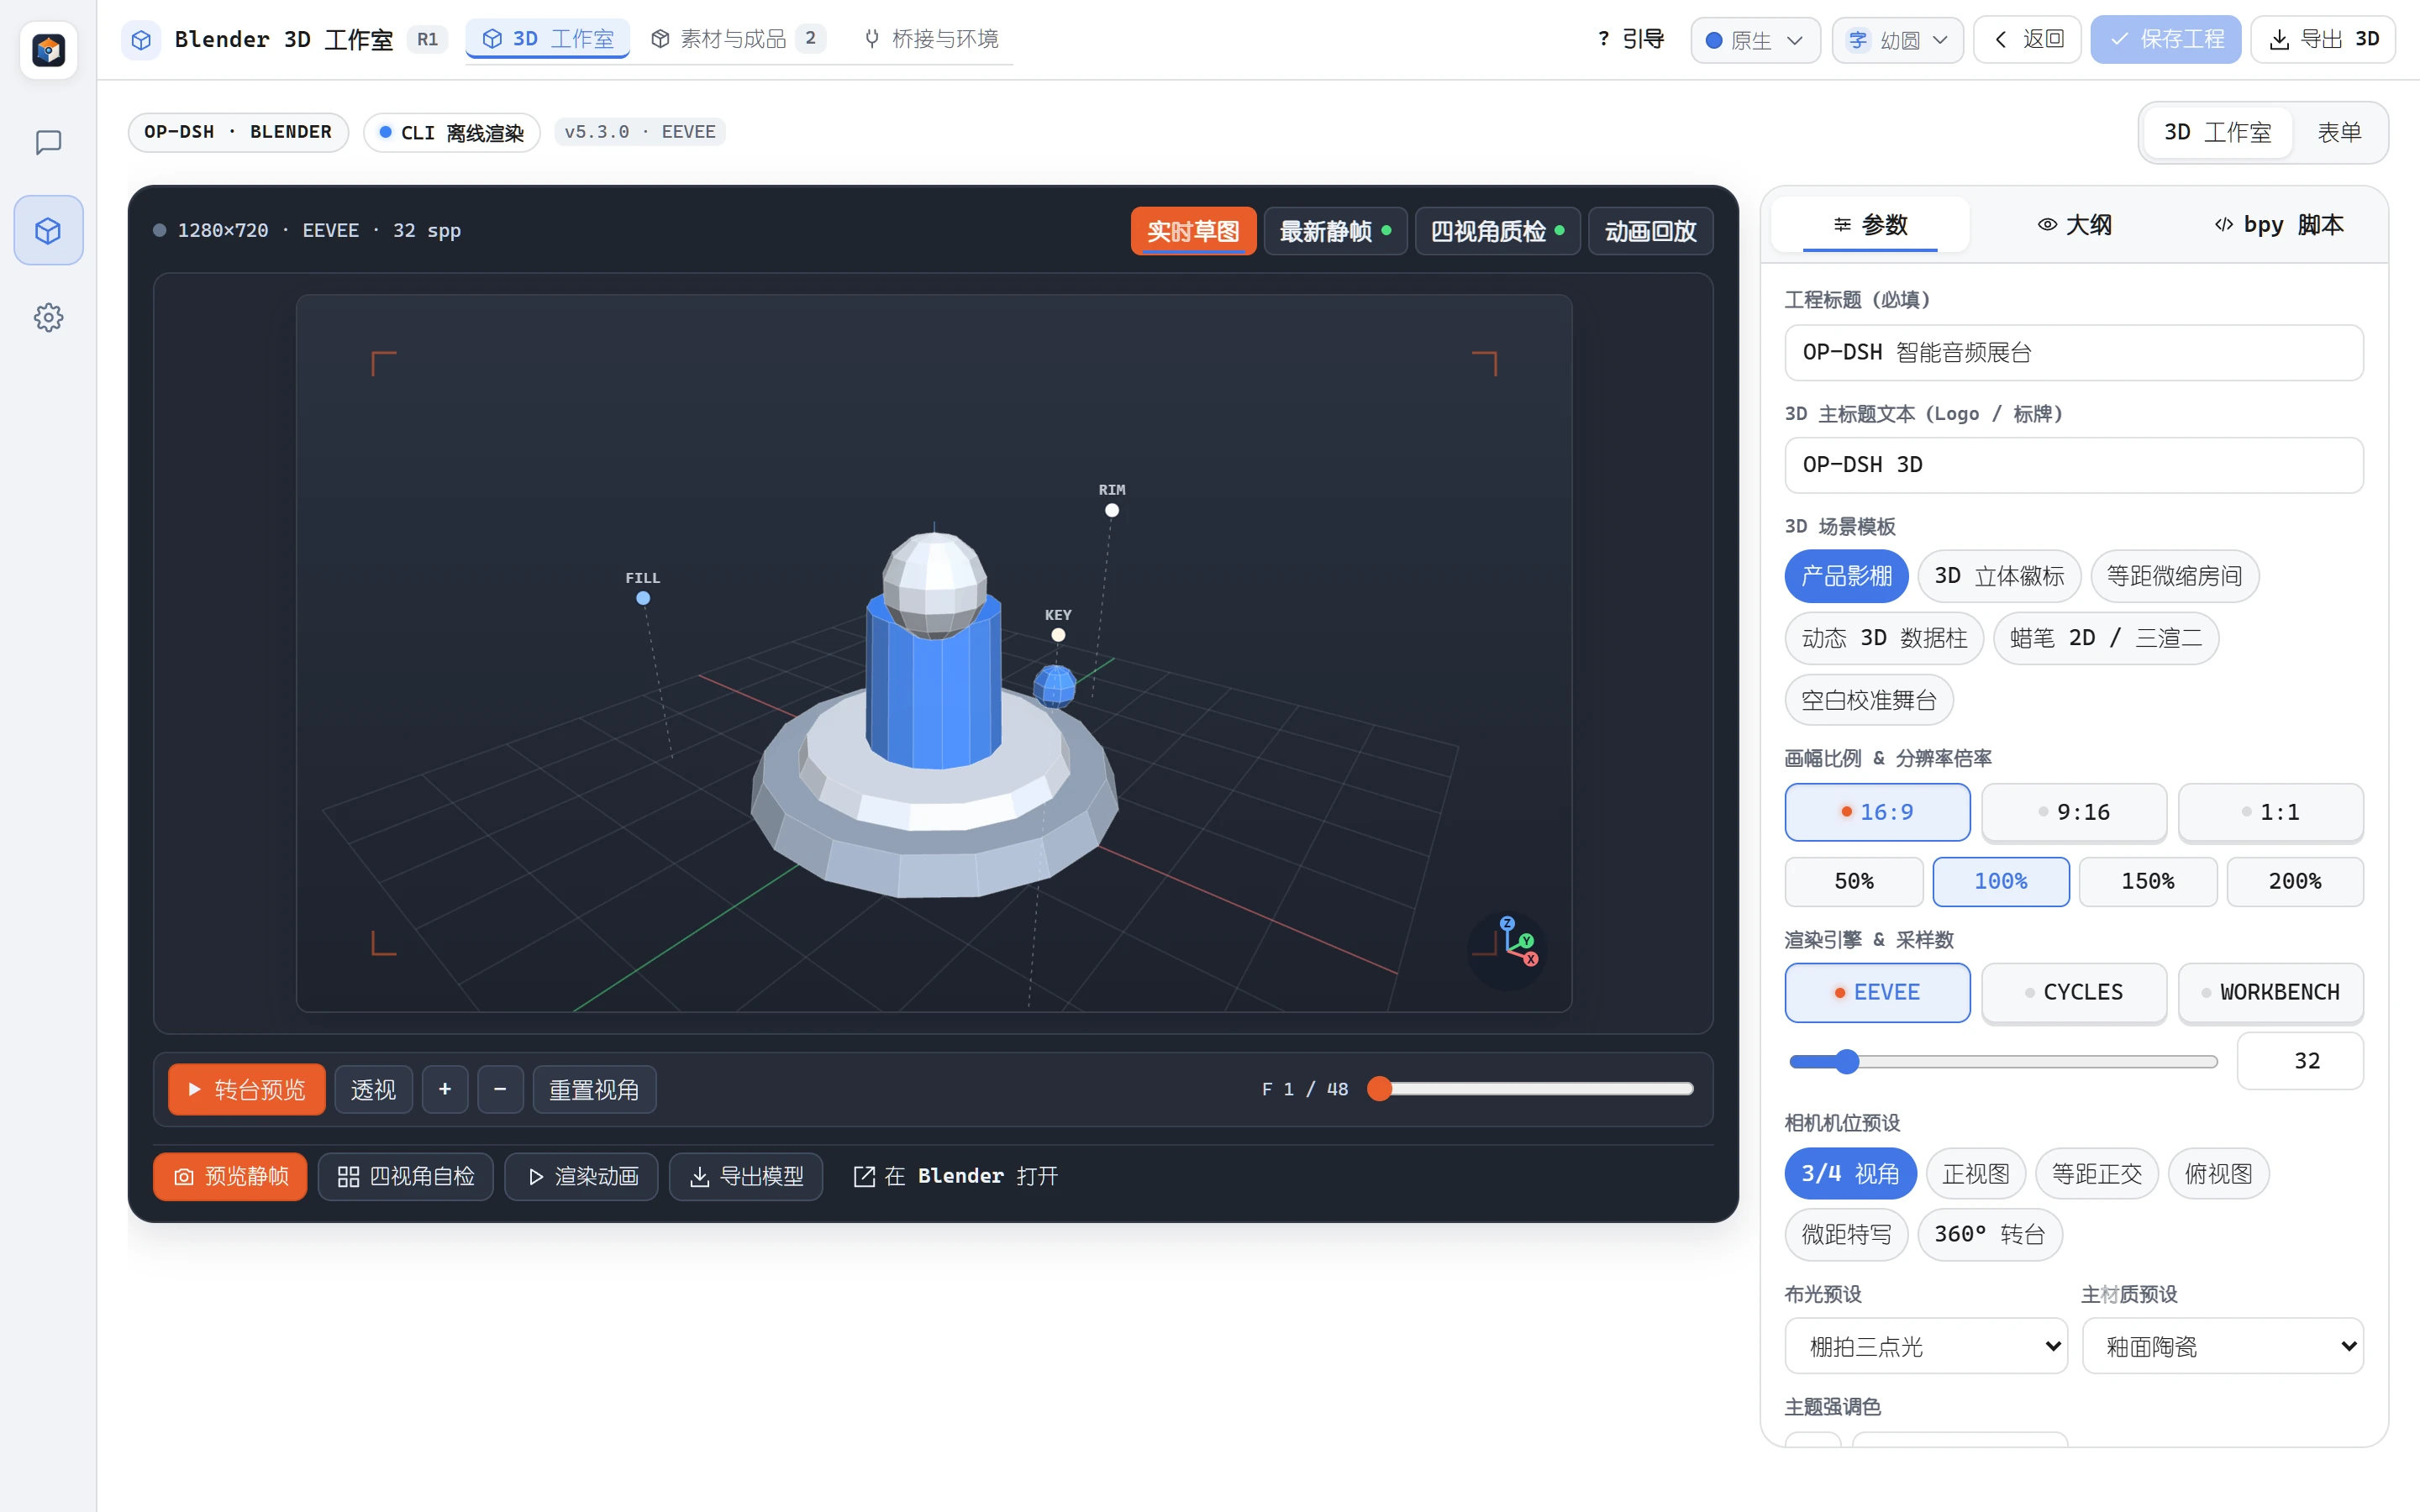 Blender 3D 工作室 R1 3D 工作室 素材与成品 2 桥接与环境 ? 引导 原生 字 幼圆 返回 保存工程 导出 3D
OP-DSH · BLENDER CLI 离线渲染 v5.3.0 · EEVEE 3D 工作室 表单
1280×720 · EEVEE · 32 spp 实时草图 最新静帧 四视角质检 动画回放
RIM
FILL
KEY
Z
Y
X
转台预览 透视 + − 重置视角 F 1 / 48
预览静帧 四视角自检 渲染动画 导出模型 在 Blender 打开
参数 大纲 bpy 脚本
工程标题 (必填)
OP-DSH 智能音频展台
3D 主标题文本 (Logo / 标牌)
OP-DSH 3D
3D 场景模板
产品影棚 3D 立体徽标 等距微缩房间
动态 3D 数据柱 蜡笔 2D / 三渲二
空白校准舞台
画幅比例 & 分辨率倍率
16:9 9:16 1:1
50% 100% 150% 200%
渲染引擎 & 采样数
EEVEE CYCLES WORKBENCH
32
相机机位预设
3/4 视角 正视图 等距正交 俯视图
微距特写 360° 转台
布光预设 主材质预设
棚拍三点光 釉面陶瓷
主题强调色